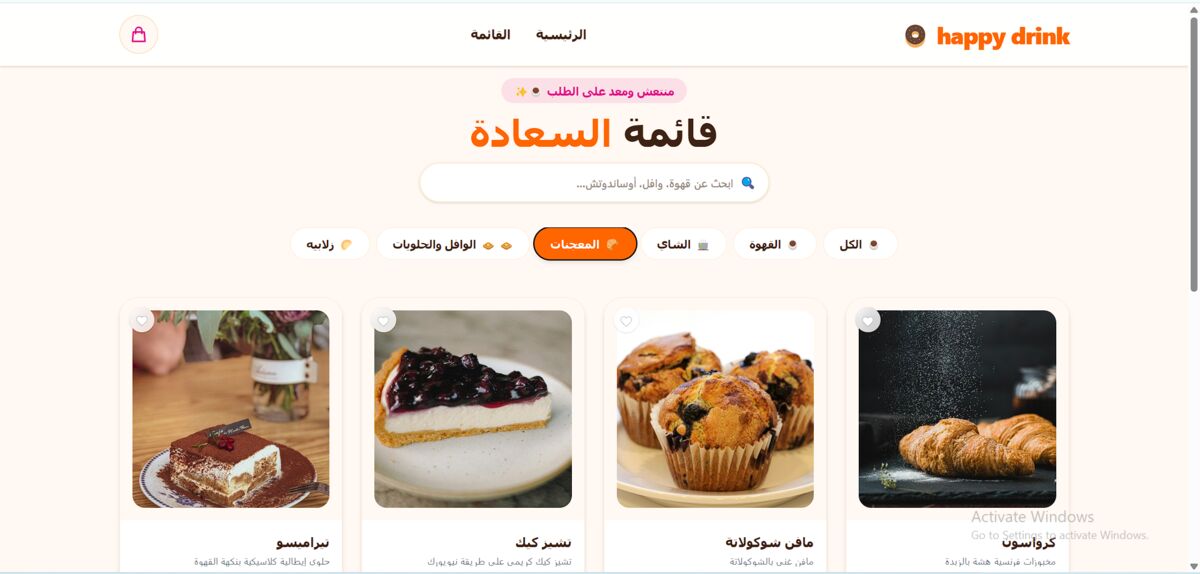 happy drink
الرئيسية
القائمة
منعش ومعد على الطلب
قائمة السعادة
ابحث عن قهوة، وافل، أوساندوتش...
الكل
القهوة
الشاي
المعجنات
الوافل والحلويات
زلابيه
كرواسون
مخبوزات فرنسية هشة بالزبدة
مافن شوكولاتة
مافن غني بالشوكولاتة
تشيز كيك
تشيز كيك كريمي على طريقة نيويورك
تيراميسو
حلوى إيطالية كلاسيكية بنكهة القهوة
Activate Windows
Go to Settings to activate Windows.